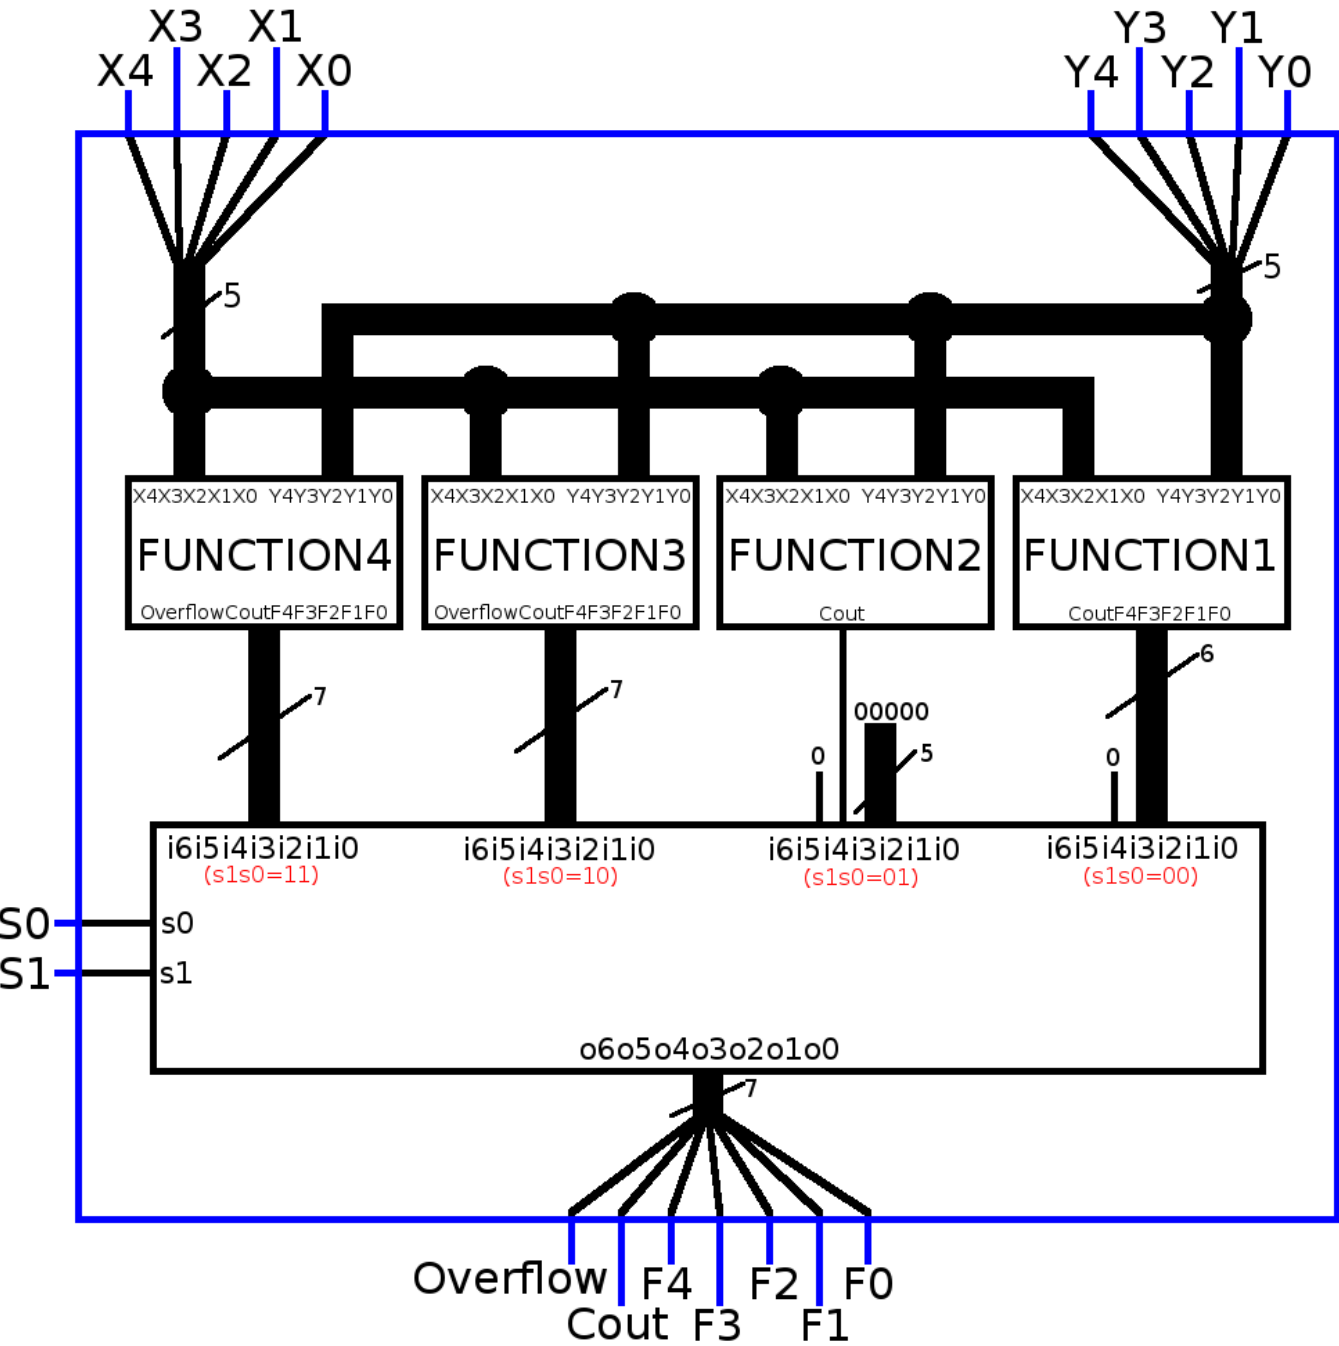 X3 X1 Y3 Y1
X4 X2 X0 Y4 Y2 Y0
5
5
X4X3X2X1X0 Y4Y3Y2Y1Y0 X4X3X2X1X0 Y4Y3Y2Y1Y0 X4X3X2X1X0 Y4Y3Y2Y1Y0 X4X3X2X1X0 Y4Y3Y2Y1Y0
FUNCTION4 FUNCTION3 FUNCTION2 FUNCTION1
OverflowCoutF4F3F2F1F0 OverflowCoutF4F3F2F1F0 Cout CoutF4F3F2F1F0
6
7 7
00000
0 5 0
i6i5i4i3i2i1i0 i6i5i4i3i2i1i0 i6i5i4i3i2i1i0 i6i5i4i3i2i1i0
(s1s0=11) (s1s0=10) (s1s0=01) (s1s0=00)
S0 s0
S1 s1
o6o5o4o3o2o1o0
7
Overflow F4 F2 F0
Cout F3 F1